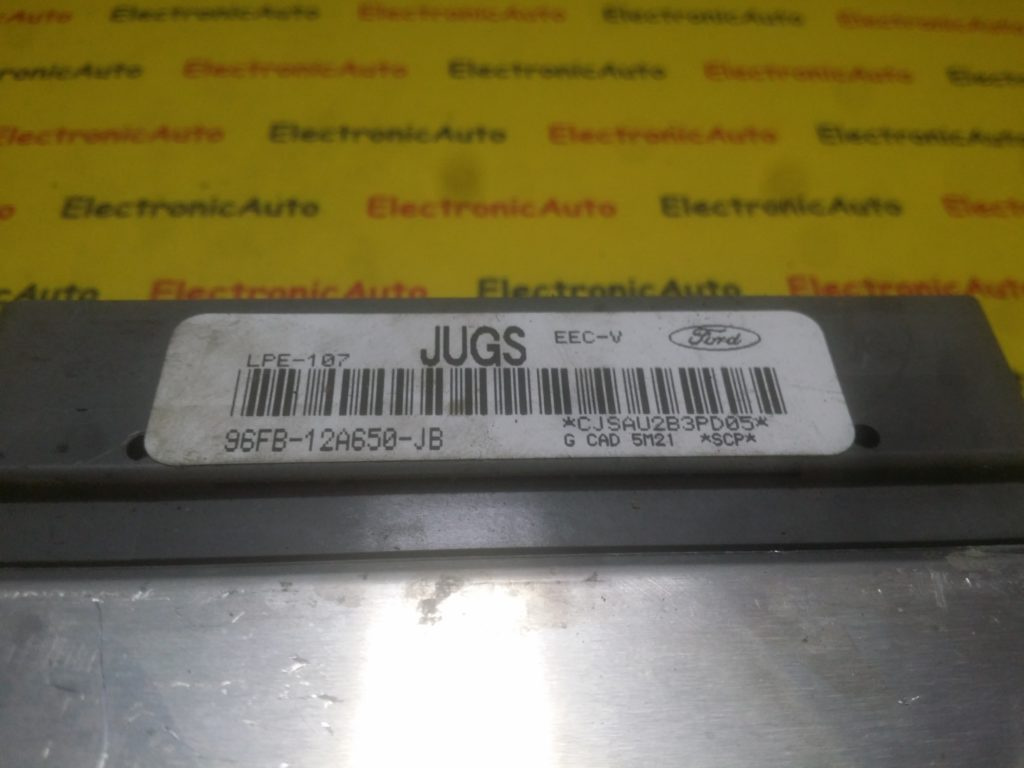 ElectronicAuto ElectronicAuto ElectronicAuto
ElectronicAuto ElectronicAuto ElectronicAuto
ElectronicAuto ElectronicAuto ElectronicAuto ElectronicAuto
ElectronicAuto ElectronicAuto ElectronicAuto
ElectronicAuto ElectronicAuto
LPE-107 JUGS EEC-V Ford
*CJSAU2B3PD05*
96FB-12A650-JB G CAD 5M21 *SCP*